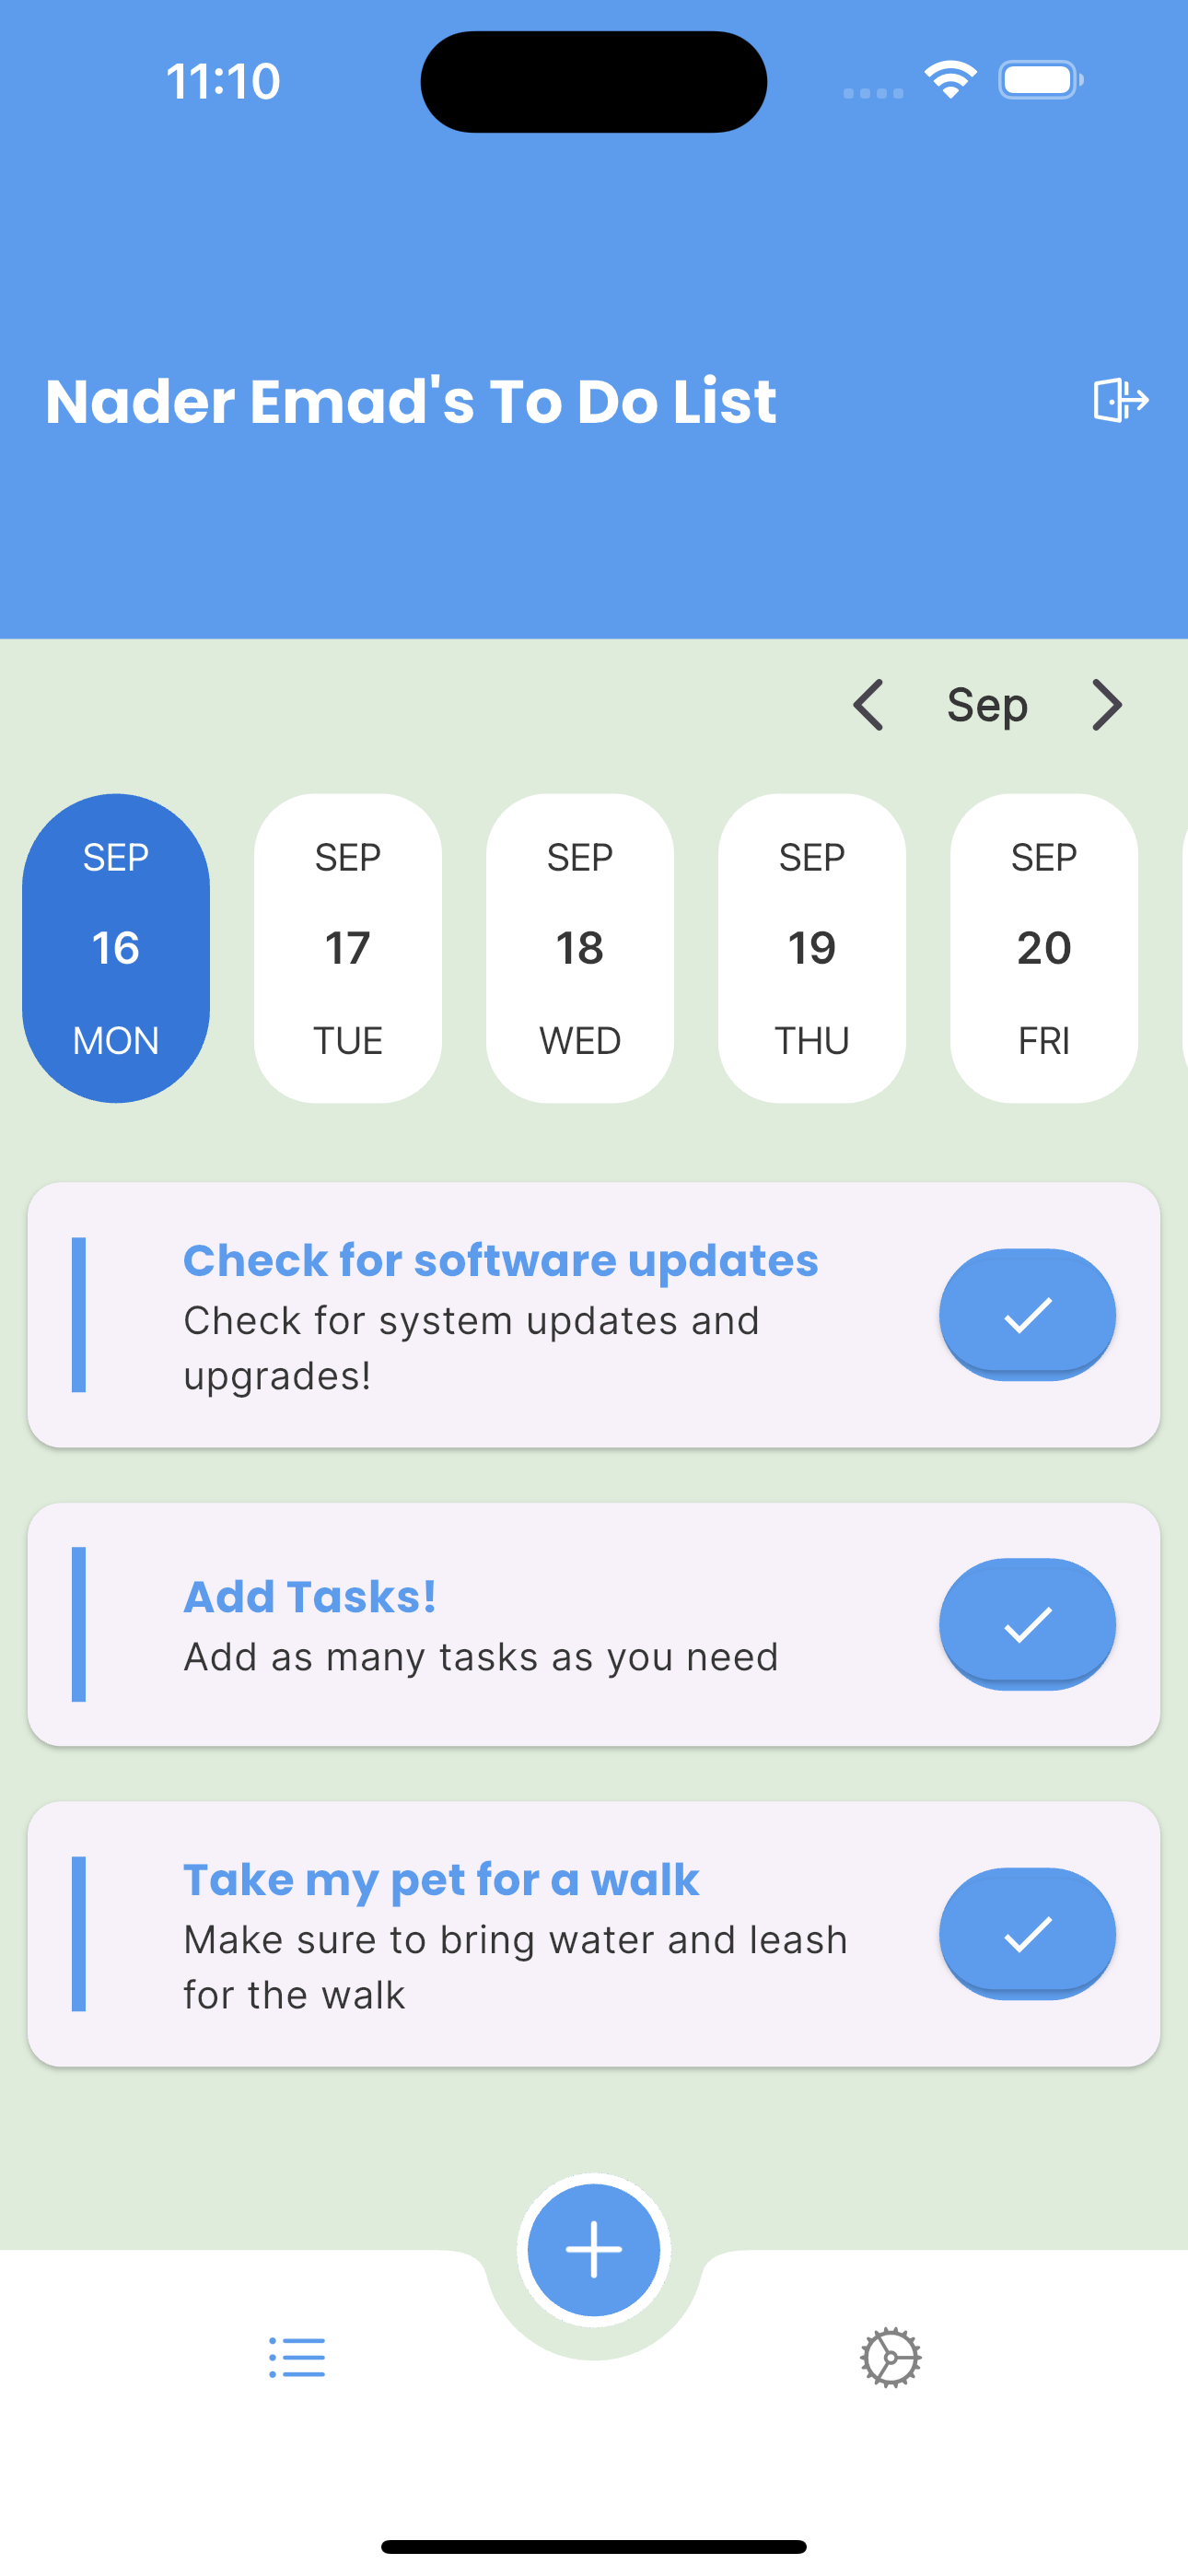 11:10
Nader Emad's To Do List
Sep
SEP SEP SEP SEP SEP
16 17 18 19 20
MON TUE WED THU FRI
Check for software updates
Check for system updates and
upgrades!
Add Tasks!
Add as many tasks as you need
Take my pet for a walk
Make sure to bring water and leash
for the walk